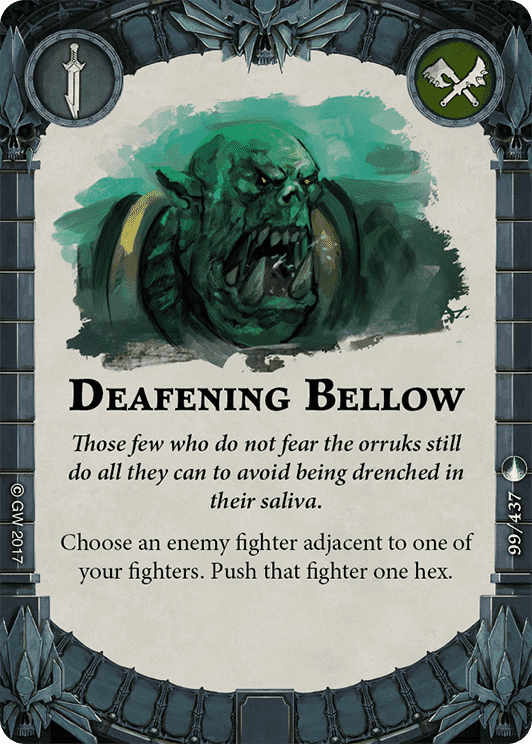 DEAFENING BELLOW
Those few who do not fear the orruks still
do all they can to avoid being drenched in
their saliva.
Choose an enemy fighter adjacent to one of
your fighters. Push that fighter one hex.
© GW 2017
99/437